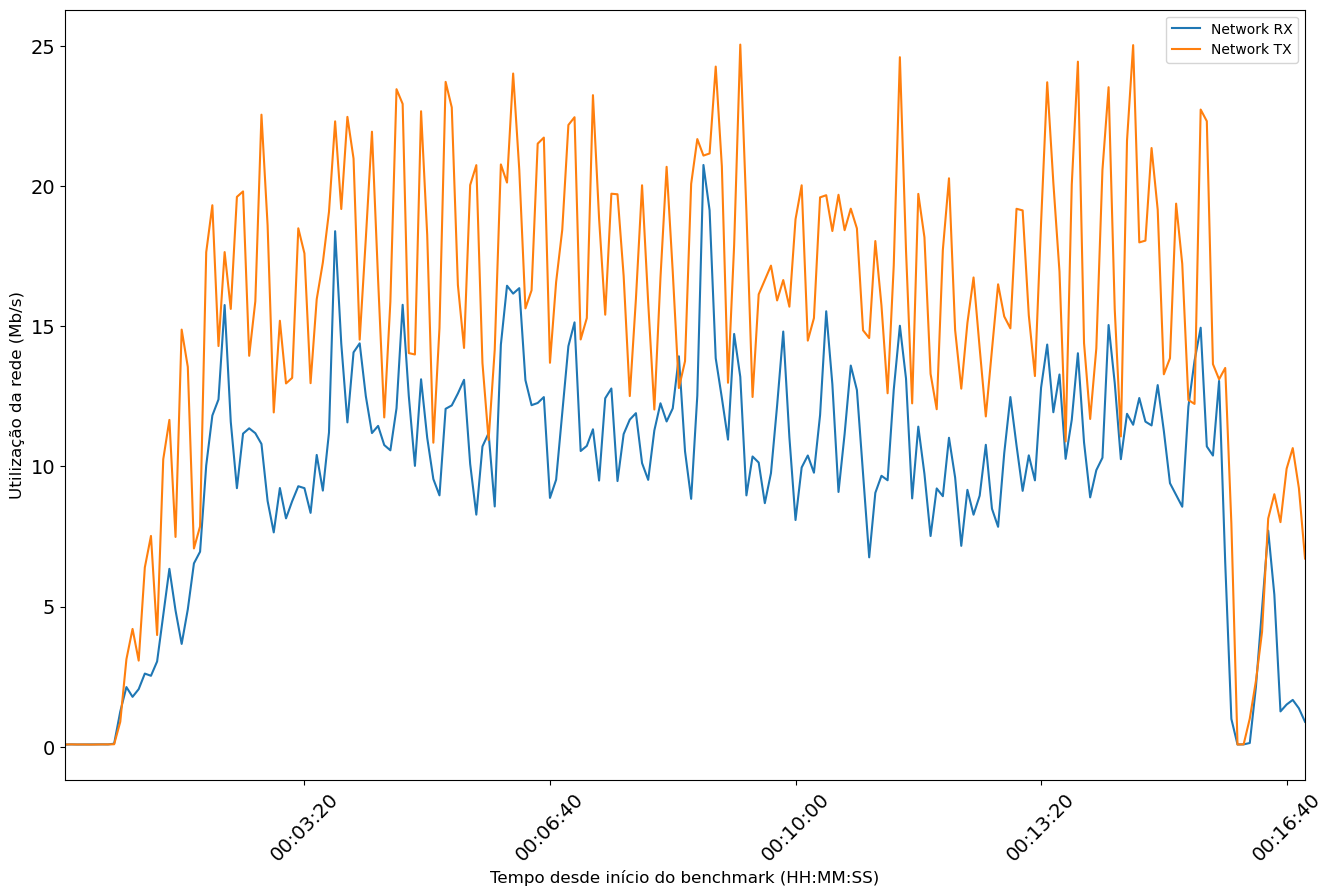 Network RX
Network TX
Utilização da rede (Mb/s)
25
20
15
10
5
0
00:03:20
00:06:40
00:10:00
00:13:20
00:16:40
Tempo desde início do benchmark (HH:MM:SS)